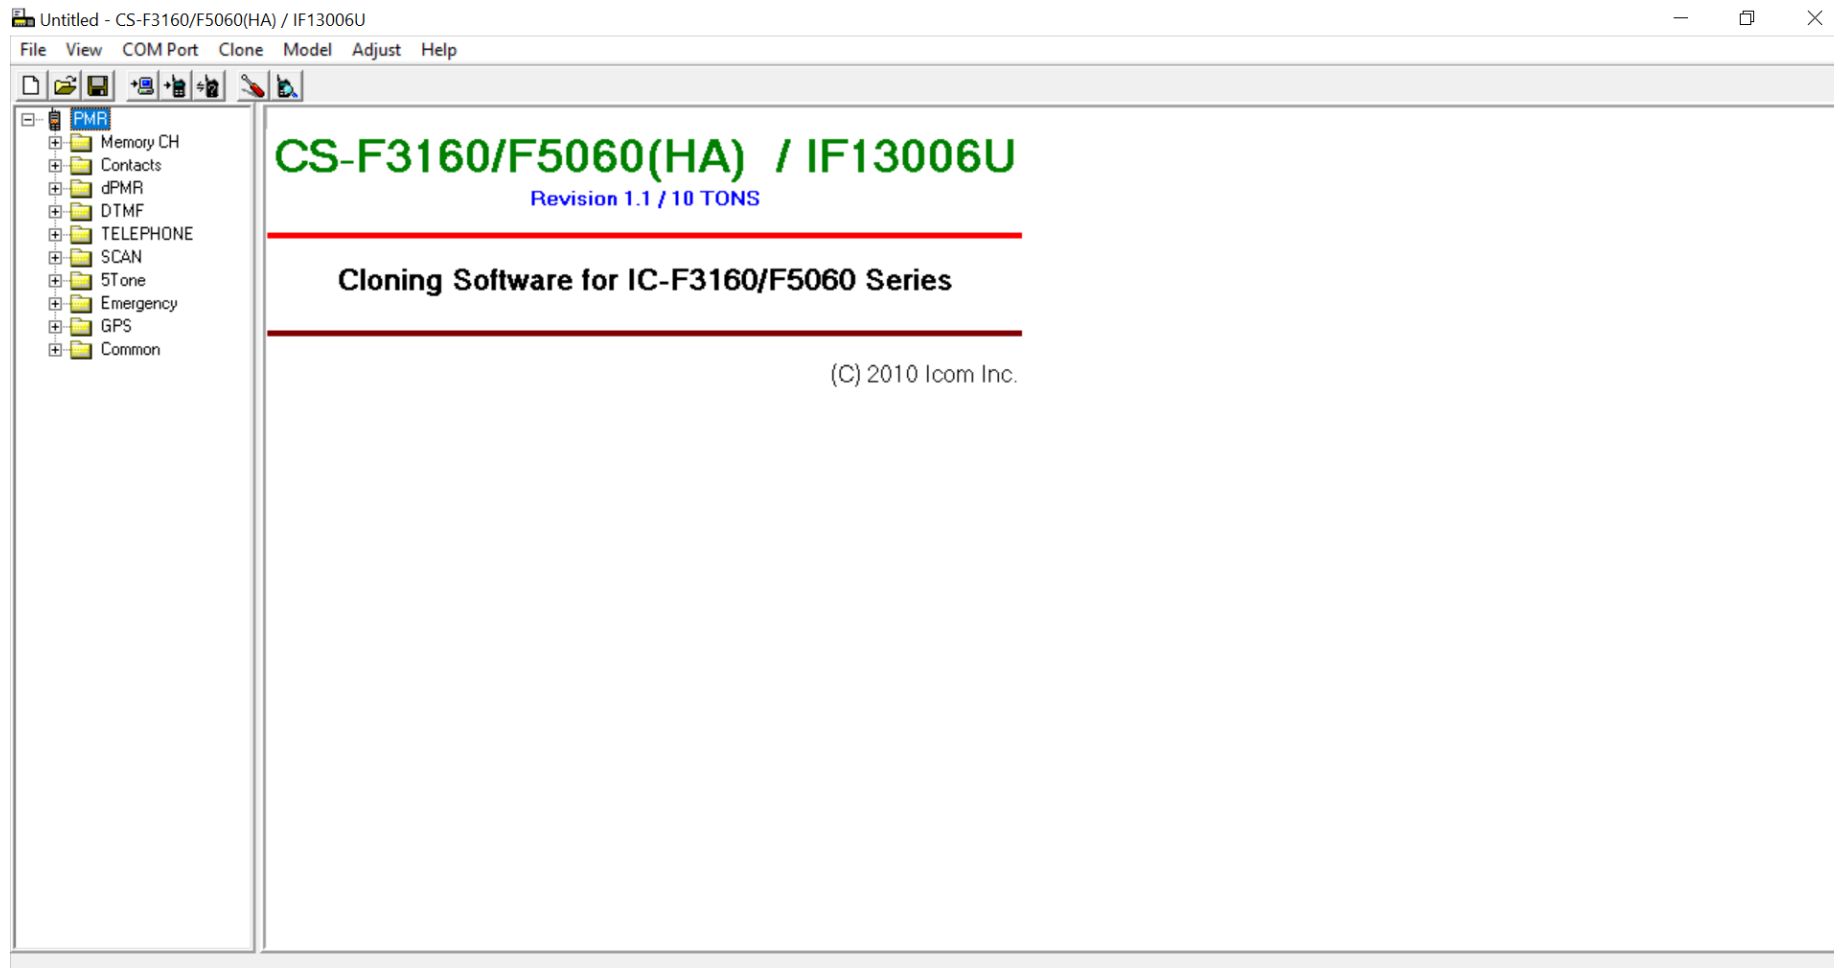 Untitled - CS-F3160/F5060(HA) / IF13006U
File View COM Port Clone Model Adjust Help
PMR
Memory CH
Contacts
dPMR
DTMF
TELEPHONE
SCAN
5Tone
Emergency
GPS
Common
CS-F3160/F5060(HA) / IF13006U
Revision 1.1 / 10 TONS
Cloning Software for IC-F3160/F5060 Series
(C) 2010 Icom Inc.